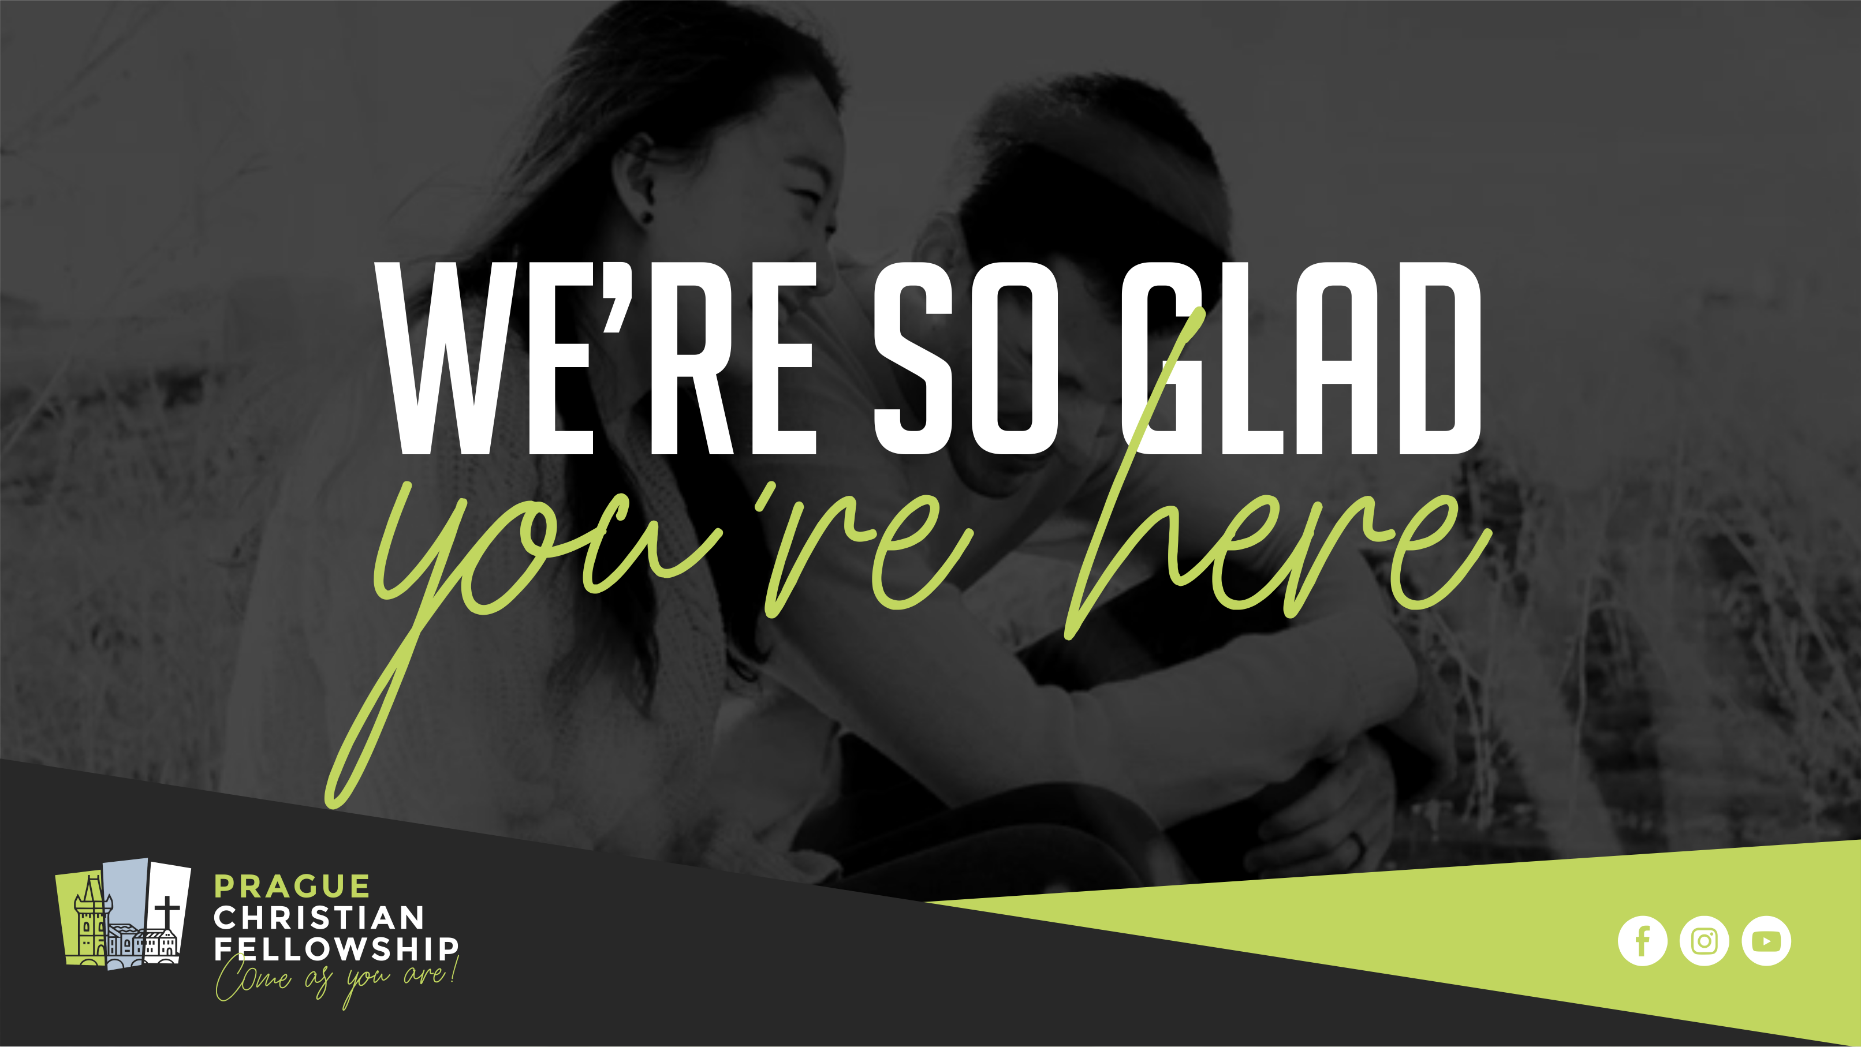 WE'RE SO GLAD
you're here
PRAGUE
CHRISTIAN
FELLOWSHIP
Come as you are!